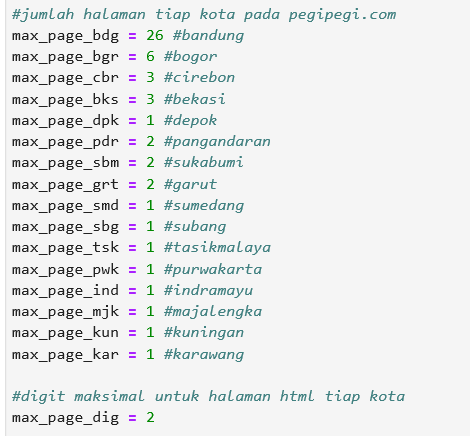 #jumlah halaman tiap kota pada pegipegi.com
max_page_bdg = 26 #bandung
max_page_bgr = 6 #bogor
max_page_cbr = 3 #cirebon
max_page_bks = 3 #bekasi
max_page_dpk = 1 #depok
max_page_pdr = 2 #pangandaran
max_page_sbm = 2 #sukabumi
max_page_grt = 2 #garut
max_page_smd = 1 #sumedang
max_page_sbg = 1 #subang
max_page_tsk = 1 #tasikmalaya
max_page_pwk = 1 #purwakarta
max_page_ind = 1 #indramayu
max_page_mjk = 1 #majalengka
max_page_kun = 1 #kuningan
max_page_kar = 1 #karawang
#digit maksimal untuk halaman html tiap kota
max_page_dig = 2